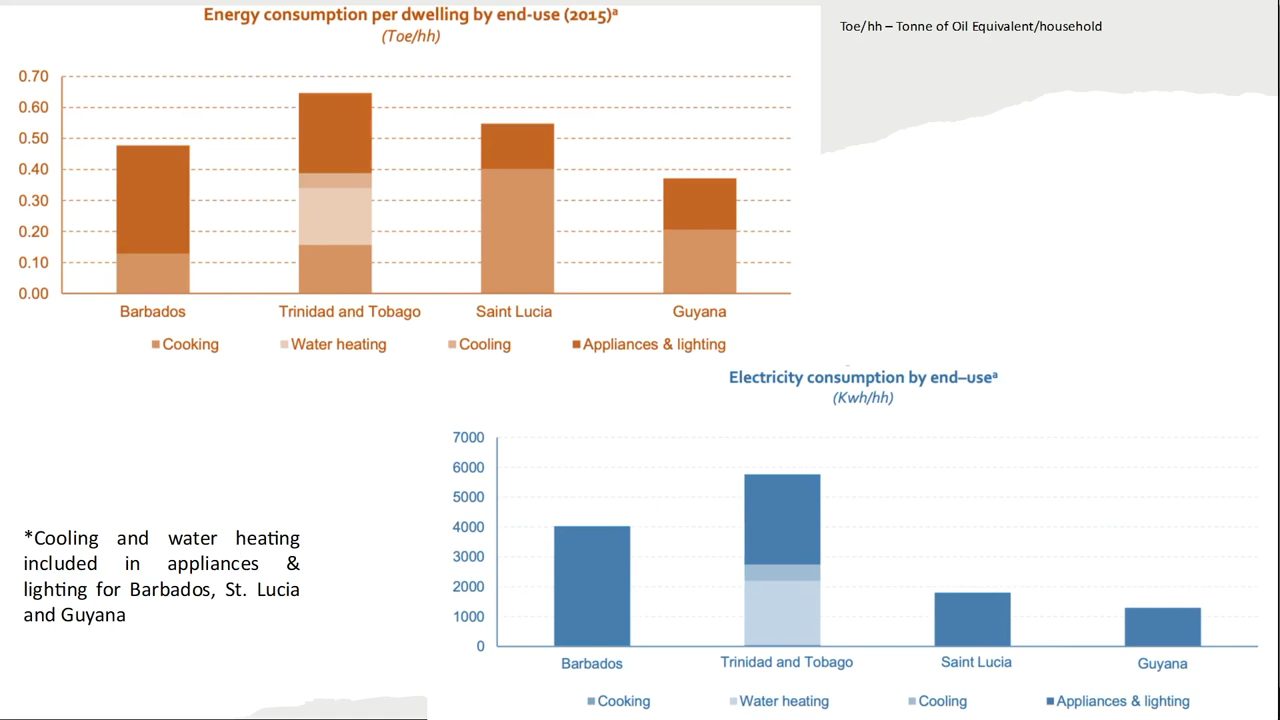 Energy consumption per dwelling by end-use (2015)ᵃ
(Toe/hh)
Toe/hh – Tonne of Oil Equivalent/household
0.70
0.60
0.50
0.40
0.30
0.20
0.10
0.00
Barbados Trinidad and Tobago Saint Lucia Guyana
Cooking Water heating Cooling Appliances & lighting
Electricity consumption by end–useᵃ
(Kwh/hh)
7000
6000
5000
4000
3000
2000
1000
0
Barbados Trinidad and Tobago Saint Lucia Guyana
Cooking Water heating Cooling Appliances & lighting
*Cooling and water heating
included in appliances &
lighting for Barbados, St. Lucia
and Guyana